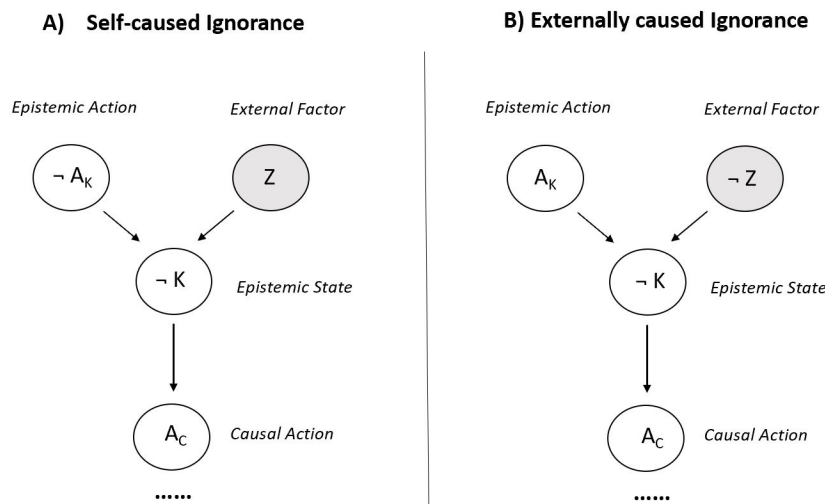 A) Self-caused Ignorance
Epistemic Action
External Factor
¬ A_K
Z
¬ K
Epistemic State
A_C
Causal Action
......
B) Externally caused Ignorance
Epistemic Action
External Factor
A_K
¬ Z
¬ K
Epistemic State
A_C
Causal Action
......